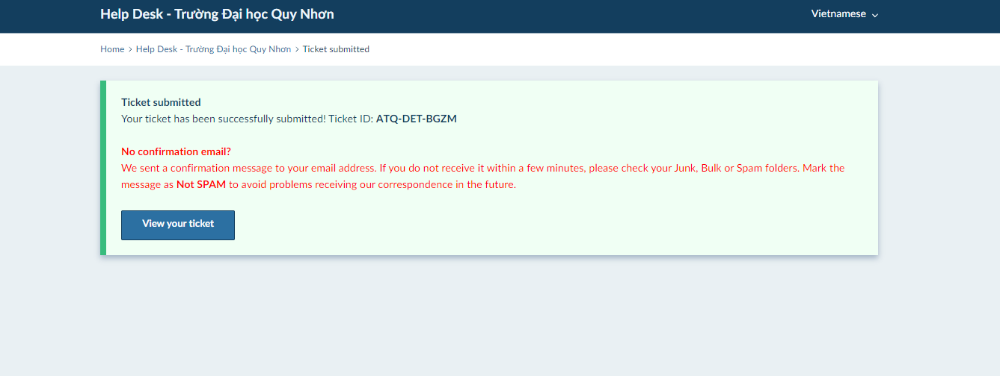 Help Desk - Trường Đại học Quy Nhơn
Vietnamese
Home > Help Desk - Trường Đại học Quy Nhơn > Ticket submitted
Ticket submitted
Your ticket has been successfully submitted! Ticket ID: ATQ-DET-BGZM
No confirmation email?
We sent a confirmation message to your email address. If you do not receive it within a few minutes, please check your Junk, Bulk or Spam folders. Mark the
message as Not SPAM to avoid problems receiving our correspondence in the future.
View your ticket